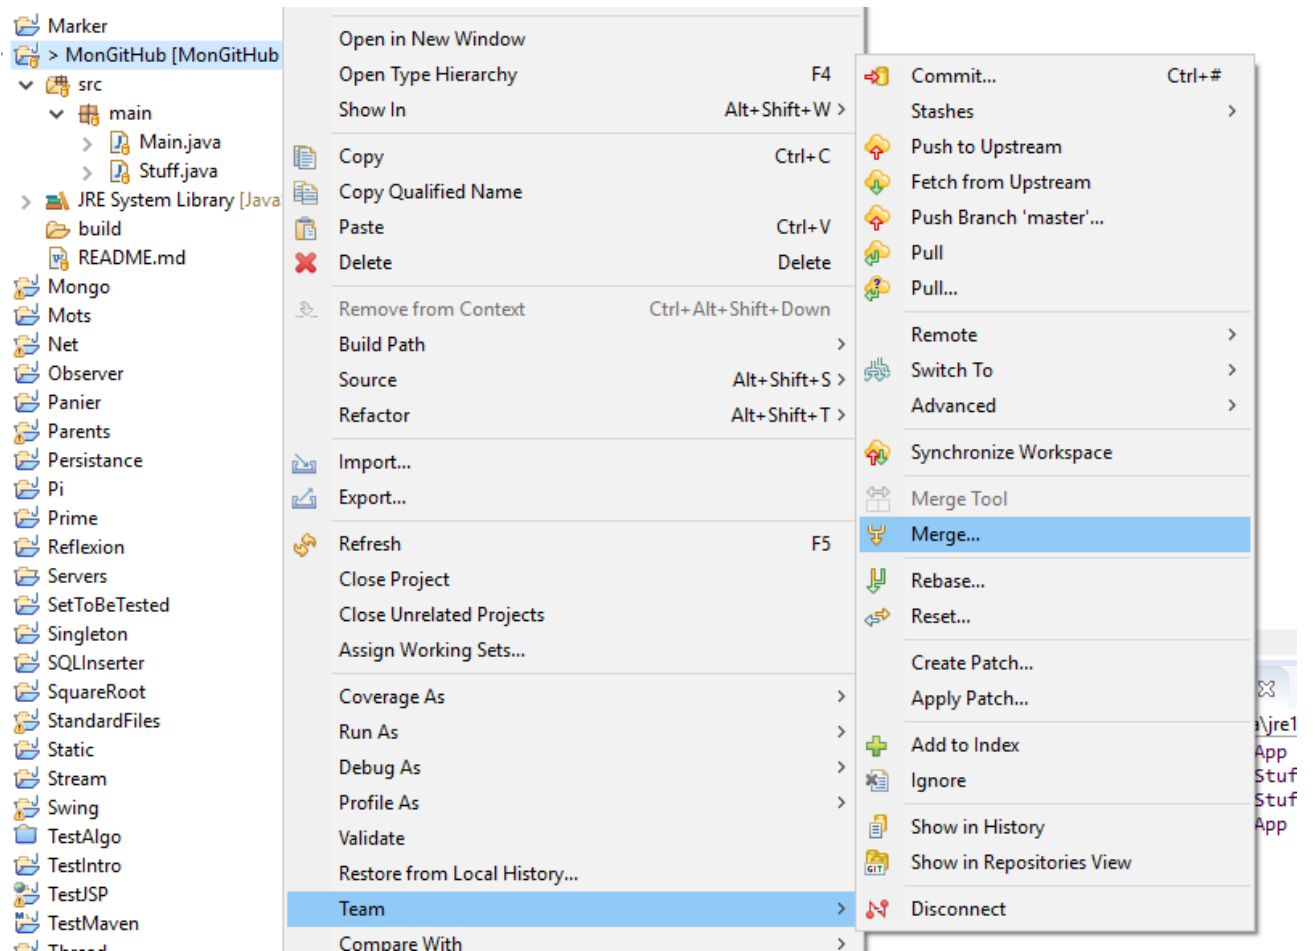 Marker
> MonGitHub [MonGitHub
src
main
Main.java
Stuff.java
JRE System Library [Java
build
README.md
Mongo
Mots
Net
Observer
Panier
Parents
Persistance
Pi
Prime
Reflexion
Servers
SetToBeTested
Singleton
SQLInserter
SquareRoot
StandardFiles
Static
Stream
Swing
TestAlgo
TestIntro
TestJSP
TestMaven
Thread
Open in New Window
Open Type Hierarchy F4
Show In Alt+Shift+W >
Copy Ctrl+C
Copy Qualified Name
Paste Ctrl+V
Delete Delete
Remove from Context Ctrl+Alt+Shift+Down
Build Path >
Source Alt+Shift+S >
Refactor Alt+Shift+T >
Import...
Export...
Refresh F5
Close Project
Close Unrelated Projects
Assign Working Sets...
Coverage As >
Run As >
Debug As >
Profile As >
Validate
Restore from Local History...
Team >
Compare With >
Commit... Ctrl+#
Stashes >
Push to Upstream
Fetch from Upstream
Push Branch 'master'...
Pull
Pull...
Remote >
Switch To >
Advanced >
Synchronize Workspace
Merge Tool
Merge...
Rebase...
Reset...
Create Patch...
Apply Patch...
Add to Index
Ignore
Show in History
GIT Show in Repositories View
Disconnect
a\jre1
App
Stuf
Stuf
App